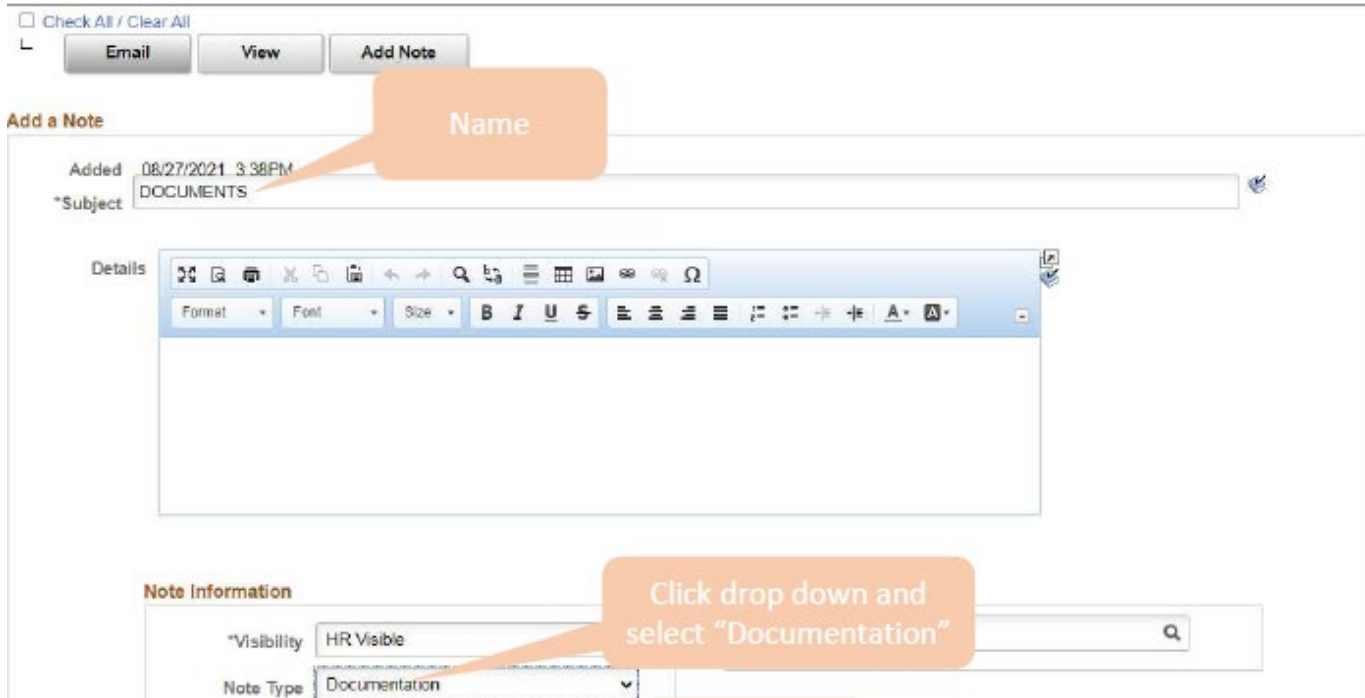 Check All / Clear All
Email View Add Note
Name
Add a Note
Added 08/27/2021 3:38PM
*Subject DOCUMENTS
Details
Format Font Size B I U S A A
Note Information
Click drop down and
select “Documentation”
*Visibility HR Visible
Note Type Documentation